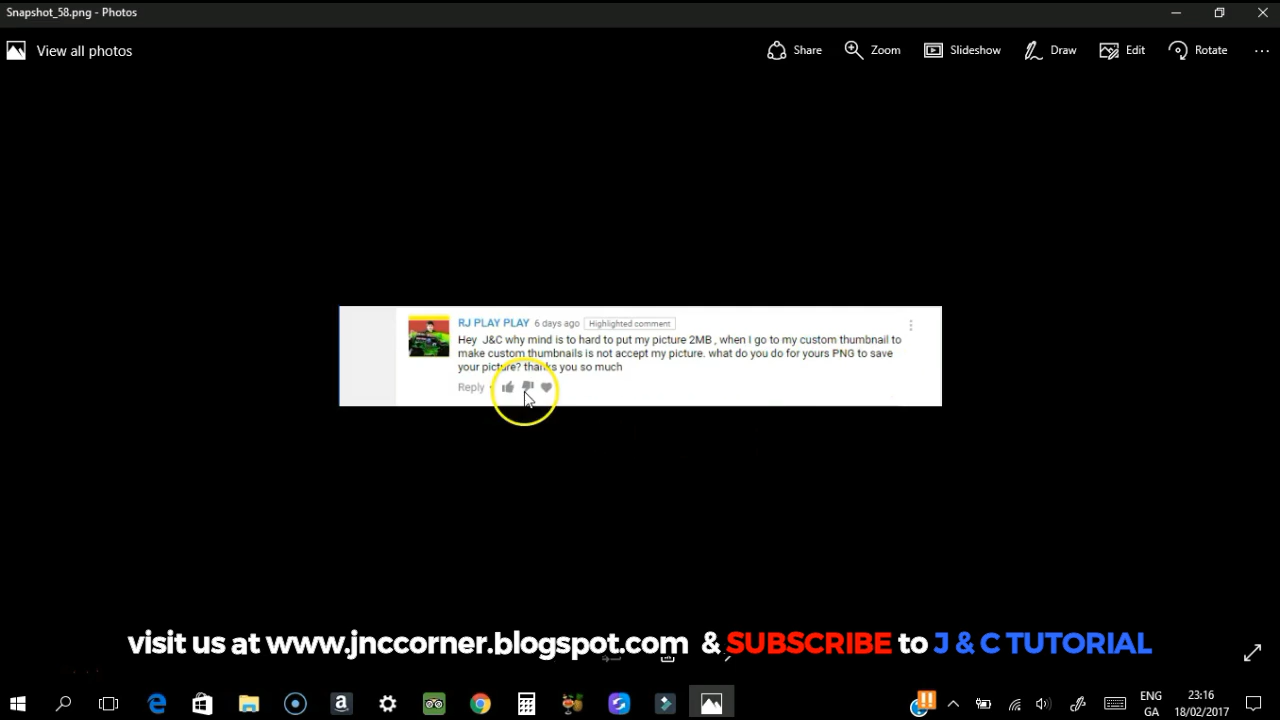 Snapshot_58.png - Photos
View all photos
Share
Zoom
Slideshow
Draw
Edit
Rotate
RJ PLAY PLAY 6 days ago Highlighted comment
Hey J&C why mind is to hard to put my picture 2MB , when I go to my custom thumbnail to
make custom thumbnails is not accept my picture. what do you do for yours PNG to save
your picture? thanks you so much
Reply
visit us at www.jnccorner.blogspot.com & SUBSCRIBE to J & C TUTORIAL
ENG
GA
23:16
18/02/2017